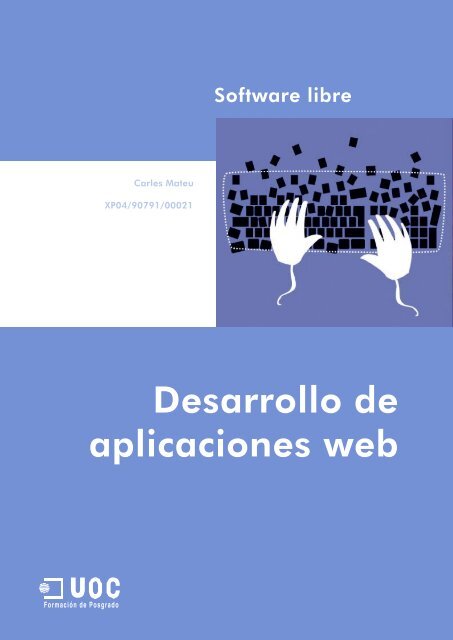 Software libre
Carles Mateu
XP04/90791/00021
Desarrollo de
aplicaciones web
UOC
Formación de Posgrado